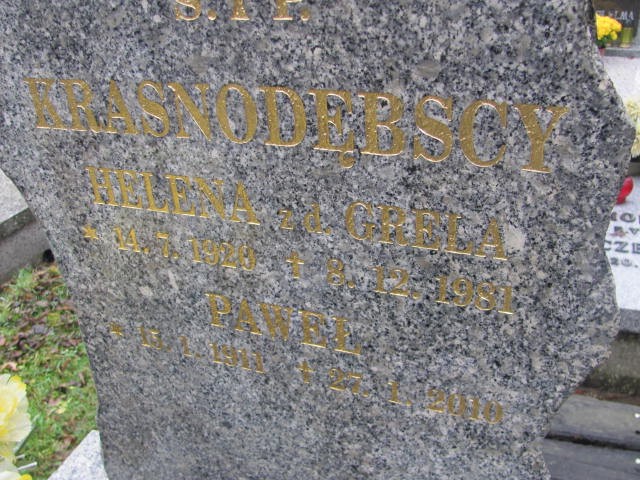 Ś.†P.
KRASNODĘBSCY
HELENA z d. GRELA
* 14.7.1920 † 8.12.1981
PAWEŁ
* 15.1.1911 † 27.1.2010